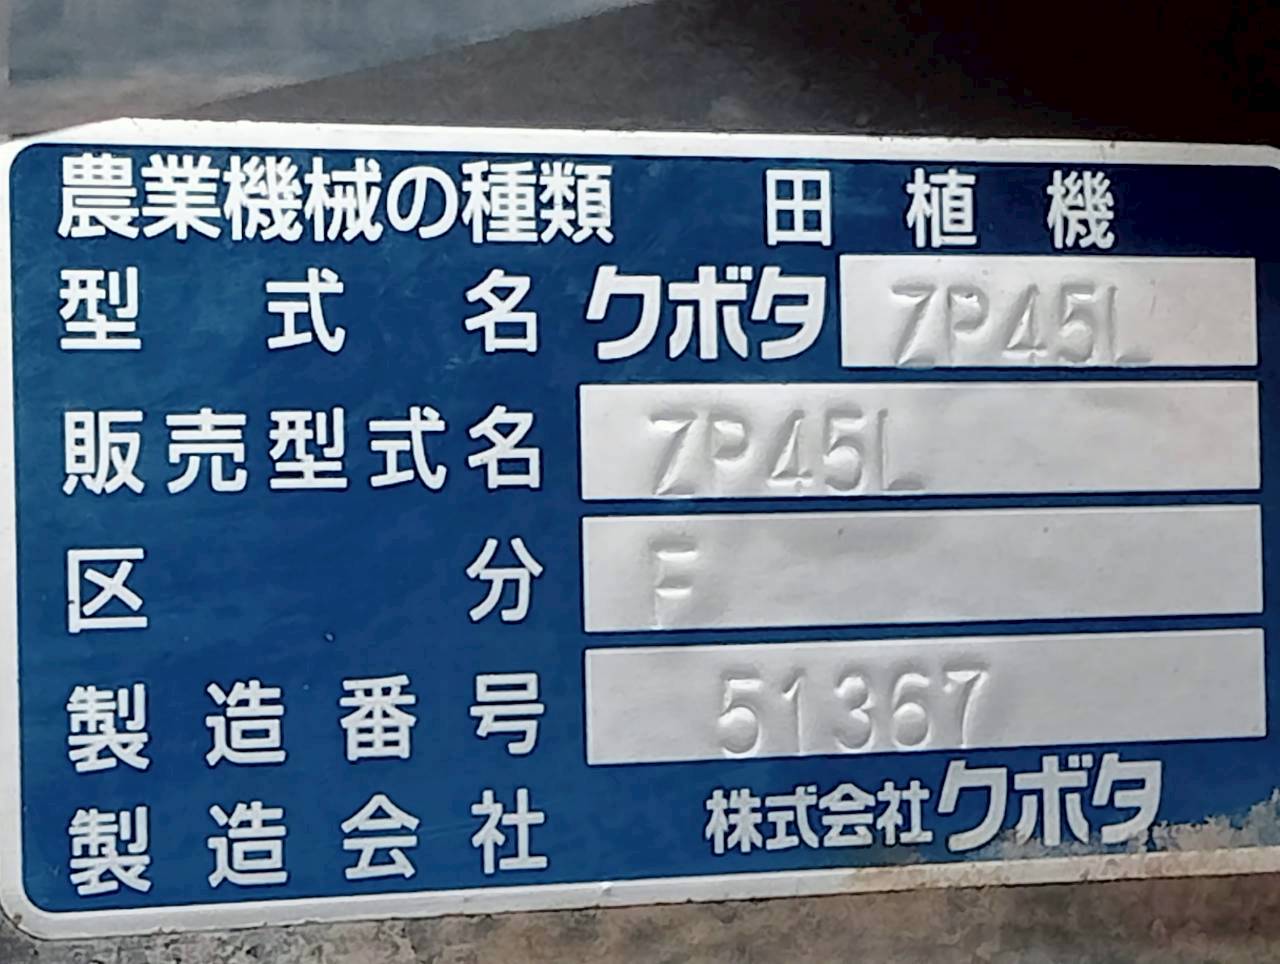 農業機械の種類 田植機
型式名 クボタ ZP45L
販売型式名 ZP45L
区分 F
製造番号 51367
製造会社 株式会社クボタ